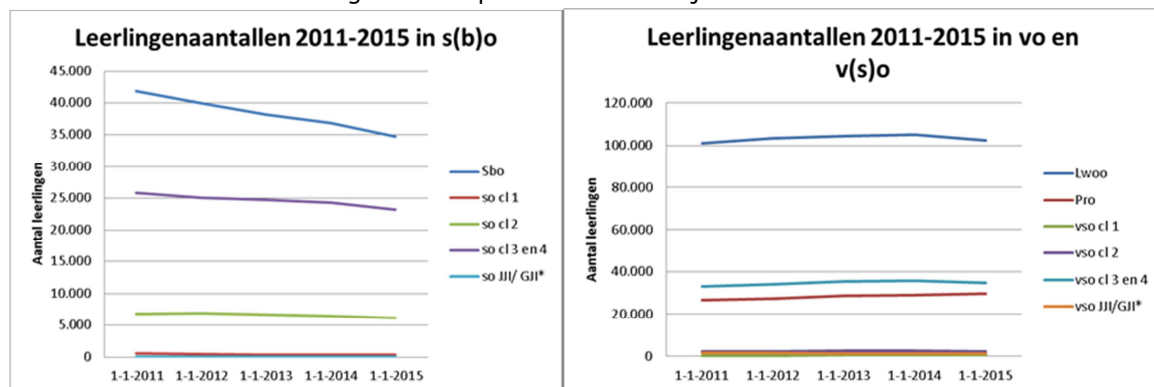 Leerlingenaantallen 2011-2015 in s(b)o
45.000
40.000
35.000
30.000
25.000
20.000
15.000
10.000
5.000
0
Aantal leerlingen
1-1-2011 1-1-2012 1-1-2013 1-1-2014 1-1-2015
Sbo
so cl 1
so cl 2
so cl 3 en 4
so JJI/ GJI*
Leerlingenaantallen 2011-2015 in vo en
v(s)o
120.000
100.000
80.000
60.000
40.000
20.000
0
Aantal leerlingen
1-1-2011 1-1-2012 1-1-2013 1-1-2014 1-1-2015
Lwoo
Pro
vso cl 1
vso cl 2
vso cl 3 en 4
vso JJI/GJI*